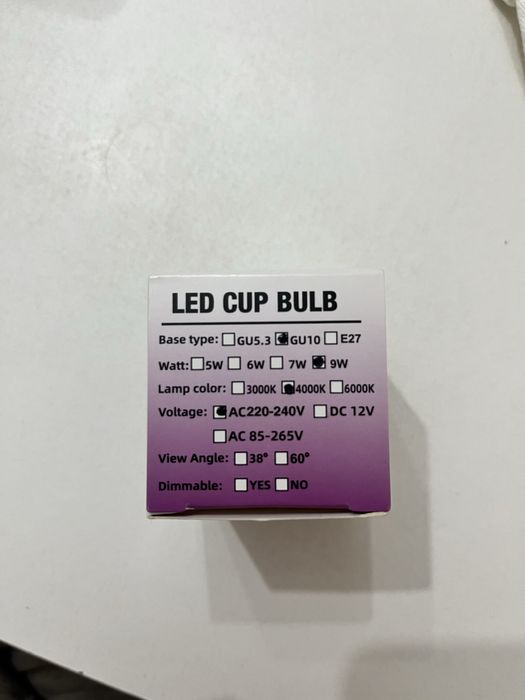 LED CUP BULB
Base type: GU5.3 GU10 E27
Watt: 5W 6W 7W 9W
Lamp color: 3000K 4000K 6000K
Voltage: AC220-240V DC 12V
AC 85-265V
View Angle: 38° 60°
Dimmable: YES NO